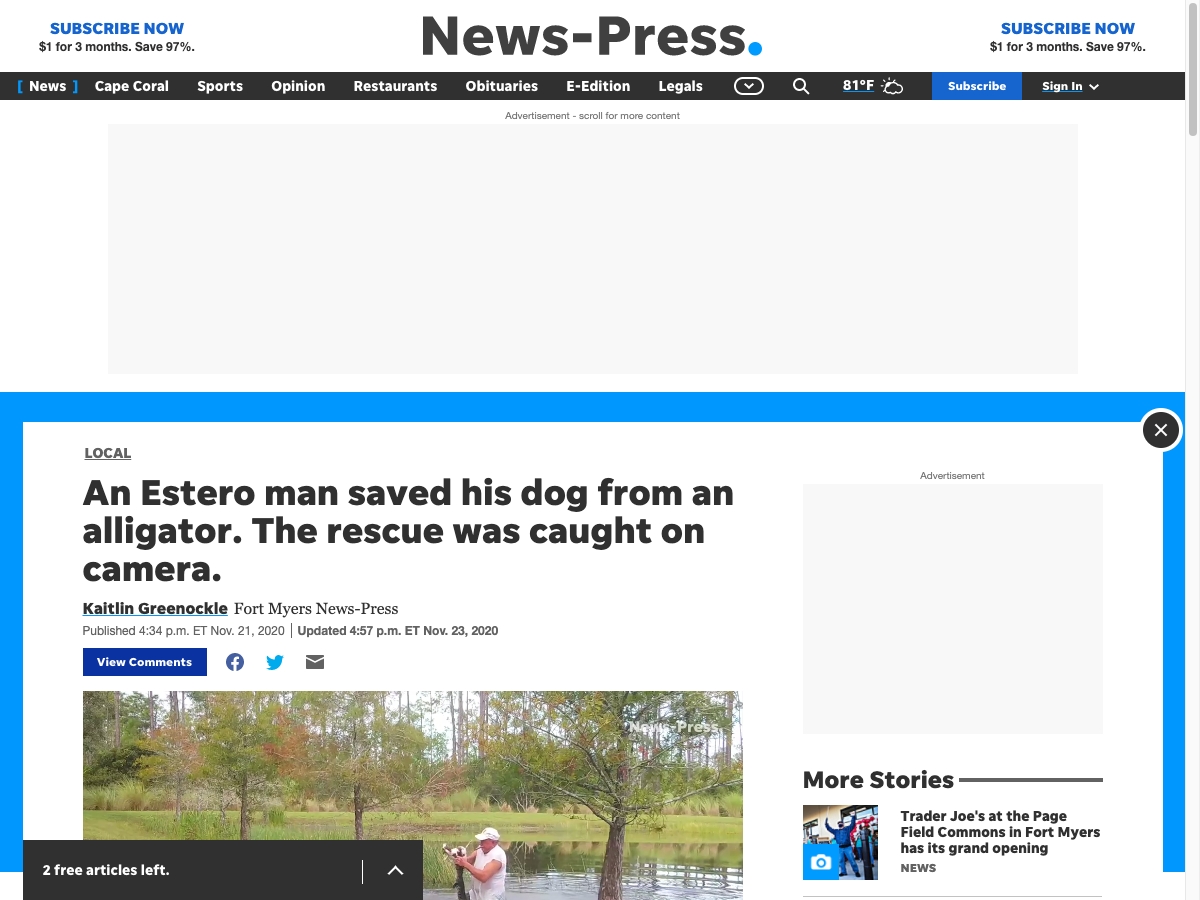 SUBSCRIBE NOW
$1 for 3 months. Save 97%.
News-Press.
SUBSCRIBE NOW
$1 for 3 months. Save 97%.
[ News ] Cape Coral Sports Opinion Restaurants Obituaries E-Edition Legals 81°F Subscribe Sign In
Advertisement - scroll for more content
LOCAL
An Estero man saved his dog from an
alligator. The rescue was caught on
camera.
Kaitlin Greenockle Fort Myers News-Press
Published 4:34 p.m. ET Nov. 21, 2020 | Updated 4:57 p.m. ET Nov. 23, 2020
View Comments
News-Press
2 free articles left.
Advertisement
More Stories
Trader Joe's at the Page
Field Commons in Fort Myers
has its grand opening
NEWS